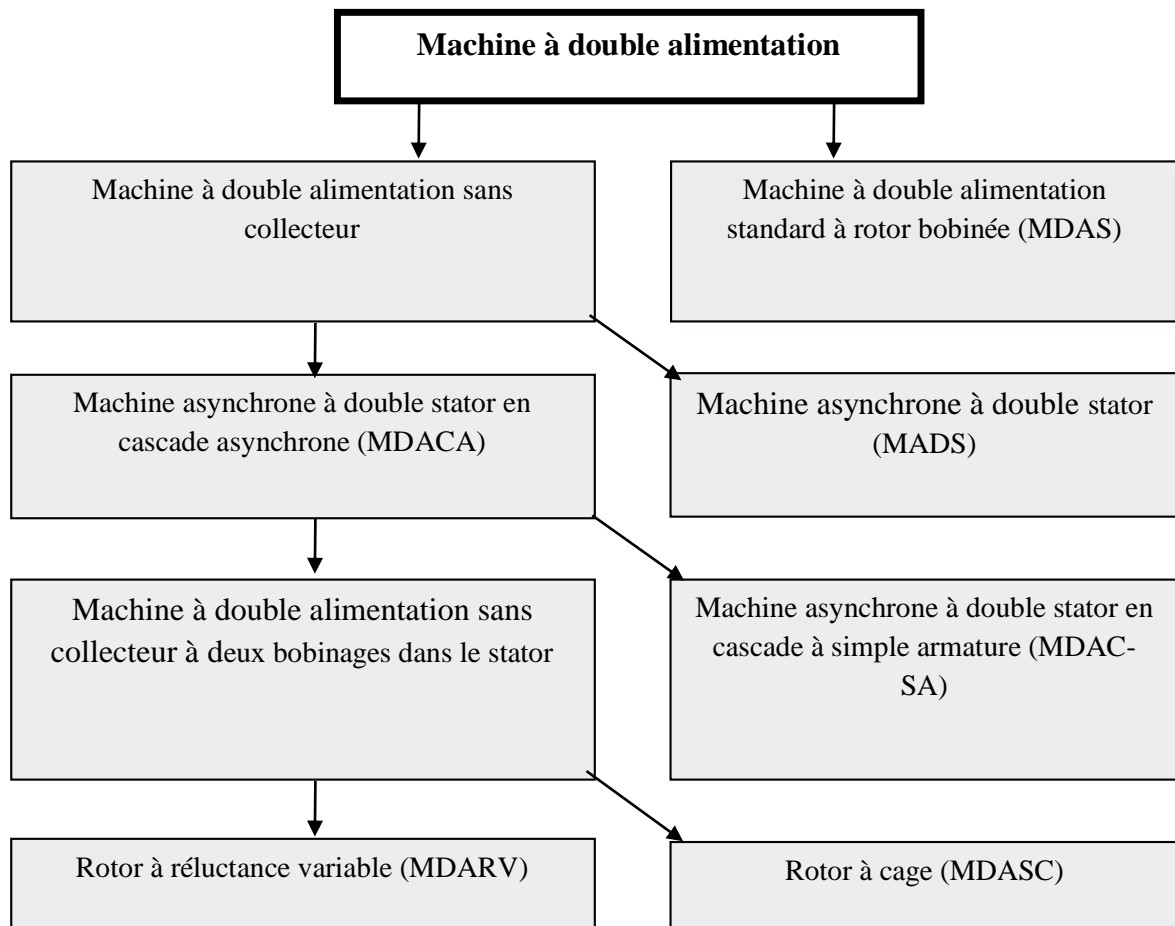 Machine à double alimentation
Machine à double alimentation sans
collecteur
Machine à double alimentation
standard à rotor bobinée (MDAS)
Machine asynchrone à double stator en
cascade asynchrone (MDACA)
Machine asynchrone à double stator
(MADS)
Machine à double alimentation sans
collecteur à deux bobinages dans le stator
Machine asynchrone à double stator en
cascade à simple armature (MDAC-
SA)
Rotor à réluctance variable (MDARV)
Rotor à cage (MDASC)